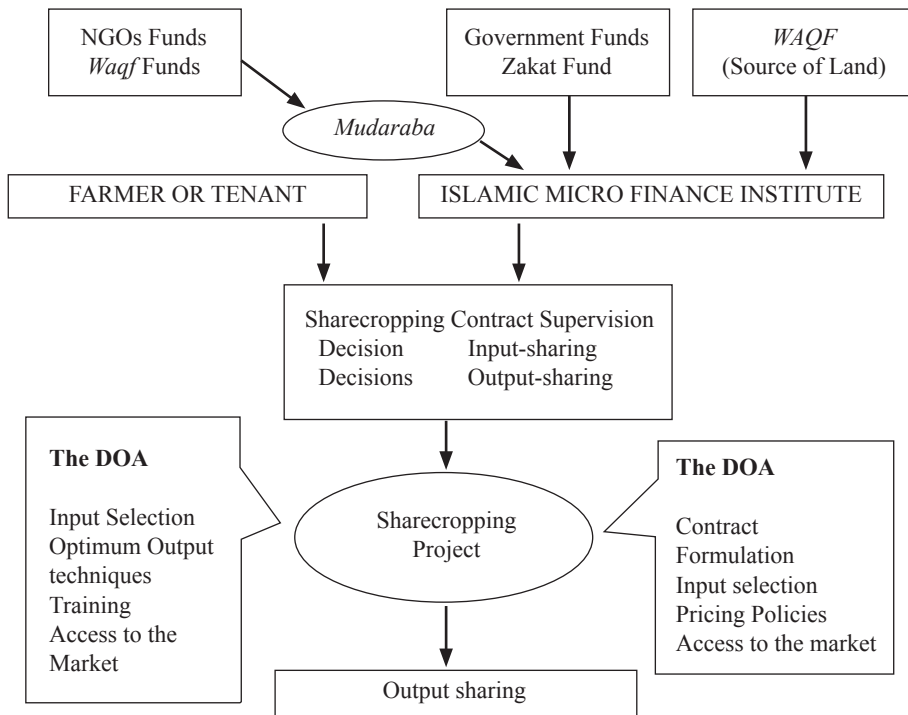 NGOs Funds
Waqf Funds
Government Funds
Zakat Fund
WAQF
(Source of Land)
Mudaraba
FARMER OR TENANT
ISLAMIC MICRO FINANCE INSTITUTE
Sharecropping Contract Supervision
Decision Input-sharing
Decisions Output-sharing
The DOA
Input Selection
Optimum Output
techniques
Training
Access to the
Market
Sharecropping
Project
The DOA
Contract
Formulation
Input selection
Pricing Policies
Access to the market
Output sharing